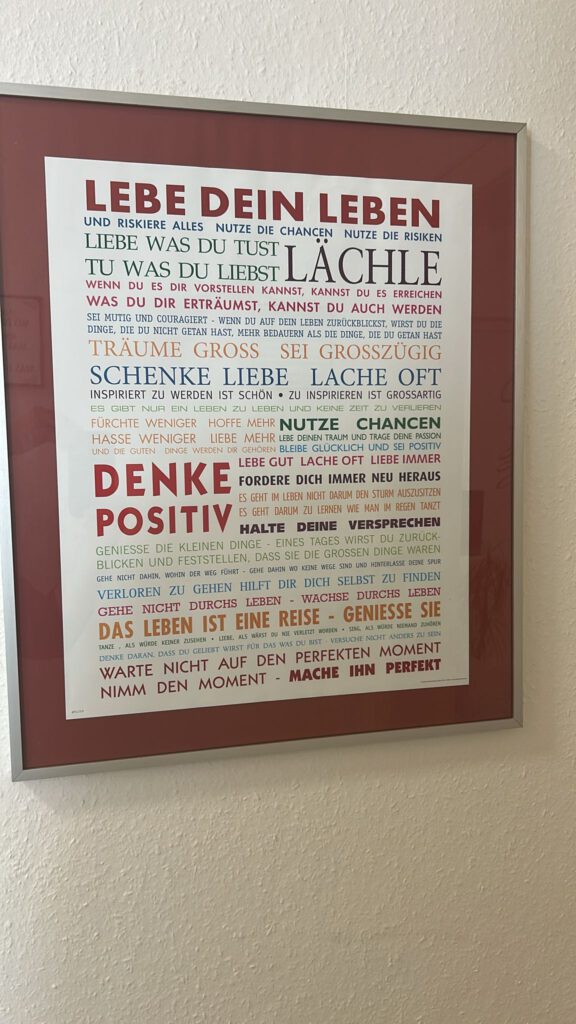 LEBE DEIN LEBEN
UND RISKIERE ALLES NUTZE DIE CHANCEN NUTZE DIE RISIKEN
LIEBE WAS DU TUST
TU WAS DU LIEBST
LÄCHLE
WENN DU ES DIR VORSTELLEN KANNST, KANNST DU ES ERREICHEN
WAS DU DIR ERTRÄUMST, KANNST DU AUCH WERDEN
SEI MUTIG UND COURAGIERT - WENN DU AUF DEIN LEBEN ZURÜCKBLICKST, WIRST DU DIE
DINGE, DIE DU NICHT GETAN HAST, MEHR BEDAUERN ALS DIE DINGE, DIE DU GETAN HAST
TRÄUME GROSS SEI GROSSZÜGIG
SCHENKE LIEBE LACHE OFT
INSPIRIERT ZU WERDEN IST SCHÖN • ZU INSPIRIEREN IST GROSSARTIG
ES GIBT NUR EIN LEBEN ZU LEBEN UND KEINE ZEIT ZU VERLIEREN
FÜRCHTE WENIGER HOFFE MEHR
HASSE WENIGER LIEBE MEHR
UND DIE GUTEN DINGE WERDEN DIR GEHÖREN
NUTZE CHANCEN
LEBE DEINEN TRAUM UND TRAGE DEINE PASSION
BLEIBE GLÜCKLICH UND SEI POSITIV
DENKE
POSITIV
LEBE GUT LACHE OFT LIEBE IMMER
FORDERE DICH IMMER NEU HERAUS
ES GEHT IM LEBEN NICHT DARUM DEN STURM AUSZUSITZEN
ES GEHT DARUM ZU LERNEN WIE MAN IM REGEN TANZT
HALTE DEINE VERSPRECHEN
GENIESSE DIE KLEINEN DINGE - EINES TAGES WIRST DU ZURÜCK-
BLICKEN UND FESTSTELLEN, DASS SIE DIE GROSSEN DINGE WAREN
GEHE NICHT DAHIN, WOHIN DER WEG FÜHRT - GEHE DAHIN WO KEINE WEGE SIND UND HINTERLASSE DEINE SPUR
VERLOREN ZU GEHEN HILFT DIR DICH SELBST ZU FINDEN
GEHE NICHT DURCHS LEBEN - WACHSE DURCHS LEBEN
DAS LEBEN IST EINE REISE - GENIESSE SIE
TANZE, ALS WÜRDE KEINER ZUSEHEN • LIEBE, ALS WÄRST DU NIE VERLETZT WORDEN • SING, ALS WÜRDE NIEMAND ZUHÖREN
DENKE DARAN, DASS DU GELIEBT WIRST FÜR DAS WAS DU BIST - VERSUCHE NICHT ANDERS ZU SEIN
WARTE NICHT AUF DEN PERFEKTEN MOMENT
NIMM DEN MOMENT - MACHE IHN PERFEKT